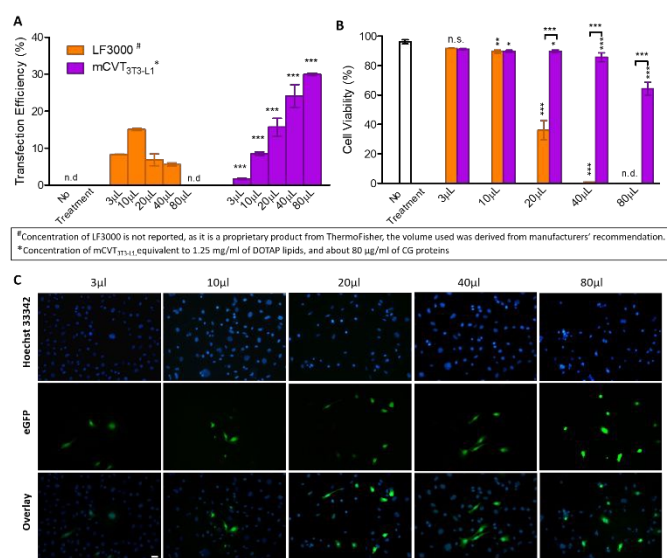 A
Transfection Efficiency (%)
40
30
20
10
0
LF3000 #
mCVT3T3-L1*
n.d
n.d
***
***
***
***
***
No Treatment
3µL
10µL
20µL
40µL
80µL
3µL
10µL
20µL
40µL
80µL
B
Cell Viability (%)
100
80
60
40
20
0
n.s.
**
*
***
***
*
***
***
****
n.d.
***
****
No Treatment
3µL
10µL
20µL
40µL
80µL
#Concentration of LF3000 is not reported, as it is a proprietary product from ThermoFisher, the volume used was derived from manufacturers' recommendation.
*Concentration of mCVT3T3-L1, equivalent to 1.25 mg/ml of DOTAP lipids, and about 80 µg/ml of CG proteins
C
3µl
10µl
20µl
40µl
80µl
Hoechst 33342
eGFP
Overlay